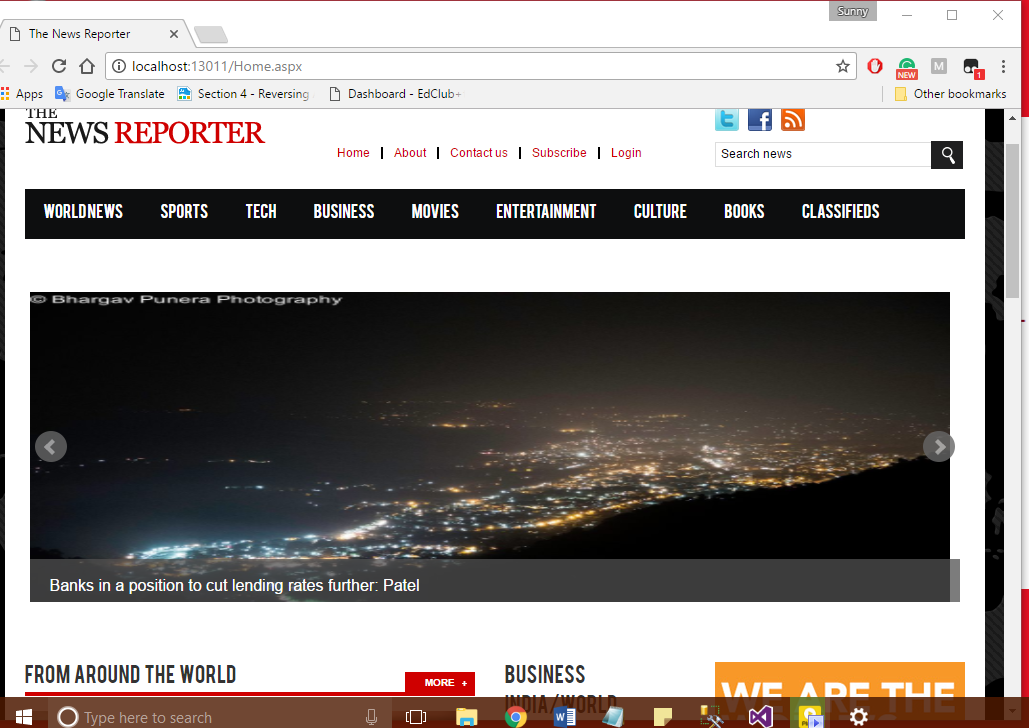 Sunny
The News Reporter
localhost:13011/Home.aspx
NEW
M
1
Apps
Google Translate
Section 4 - Reversing
Dashboard - EdClub+
Other bookmarks
THE
NEWS REPORTER
Home | About | Contact us | Subscribe | Login
Search news
WORLDNEWS SPORTS TECH BUSINESS MOVIES ENTERTAINMENT CULTURE BOOKS CLASSIFIEDS
© Bhargav Punera Photography
Banks in a position to cut lending rates further: Patel
FROM AROUND THE WORLD
MORE +
BUSINESS
INDIA/WORLD
WE ARE THE
Type here to search